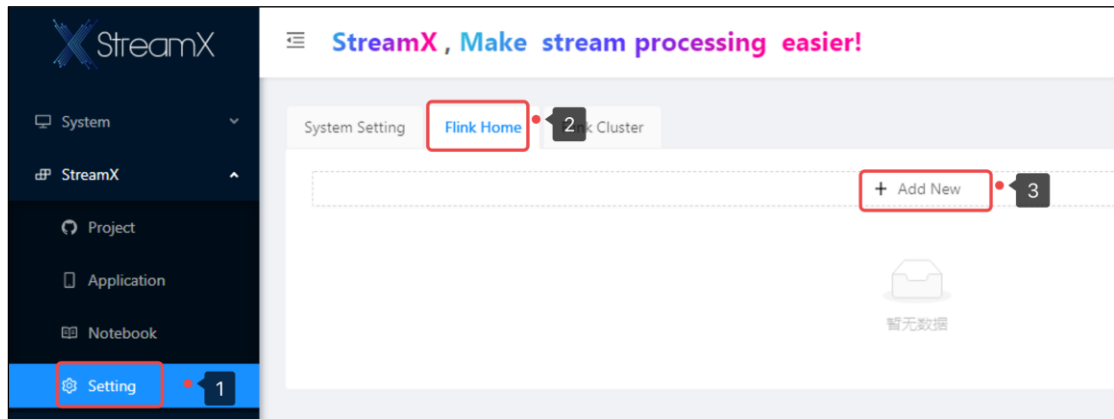 StreamX
StreamX , Make stream processing easier!
System
StreamX
Project
Application
Notebook
Setting
1
System Setting
Flink Home
2
Cluster
+ Add New
3
暂无数据